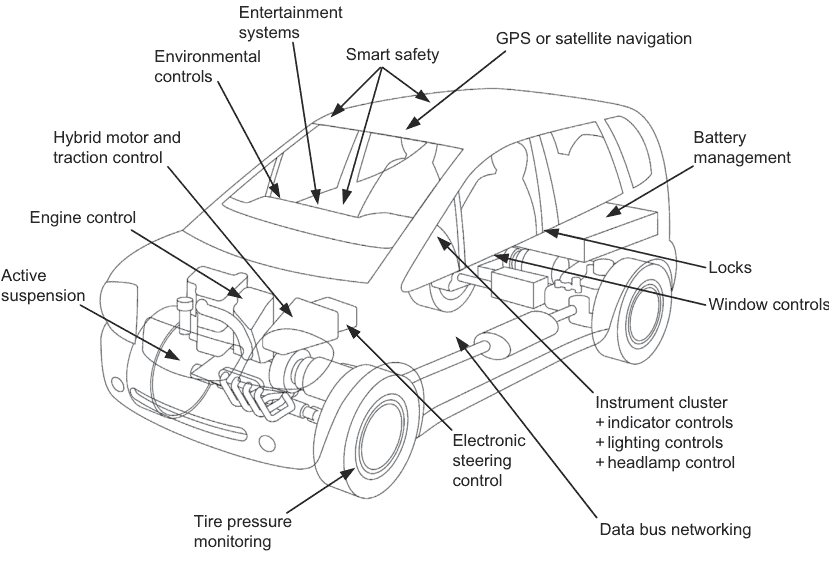 Entertainment
systems
GPS or satellite navigation
Smart safety
Environmental
controls
Hybrid motor and
traction control
Battery
management
Engine control
Locks
Active
suspension
Window controls
Instrument cluster
+ indicator controls
+ lighting controls
+ headlamp control
Electronic
steering
control
Tire pressure
monitoring
Data bus networking